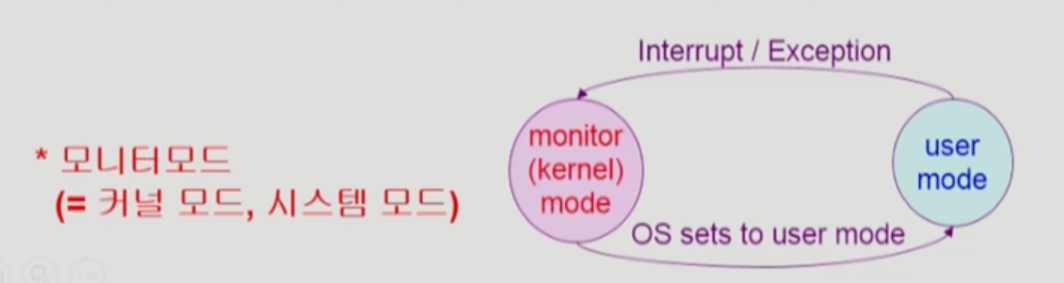 * 모니터모드
(= 커널 모드, 시스템 모드)
Interrupt / Exception
monitor
(kernel)
mode
user
mode
OS sets to user mode